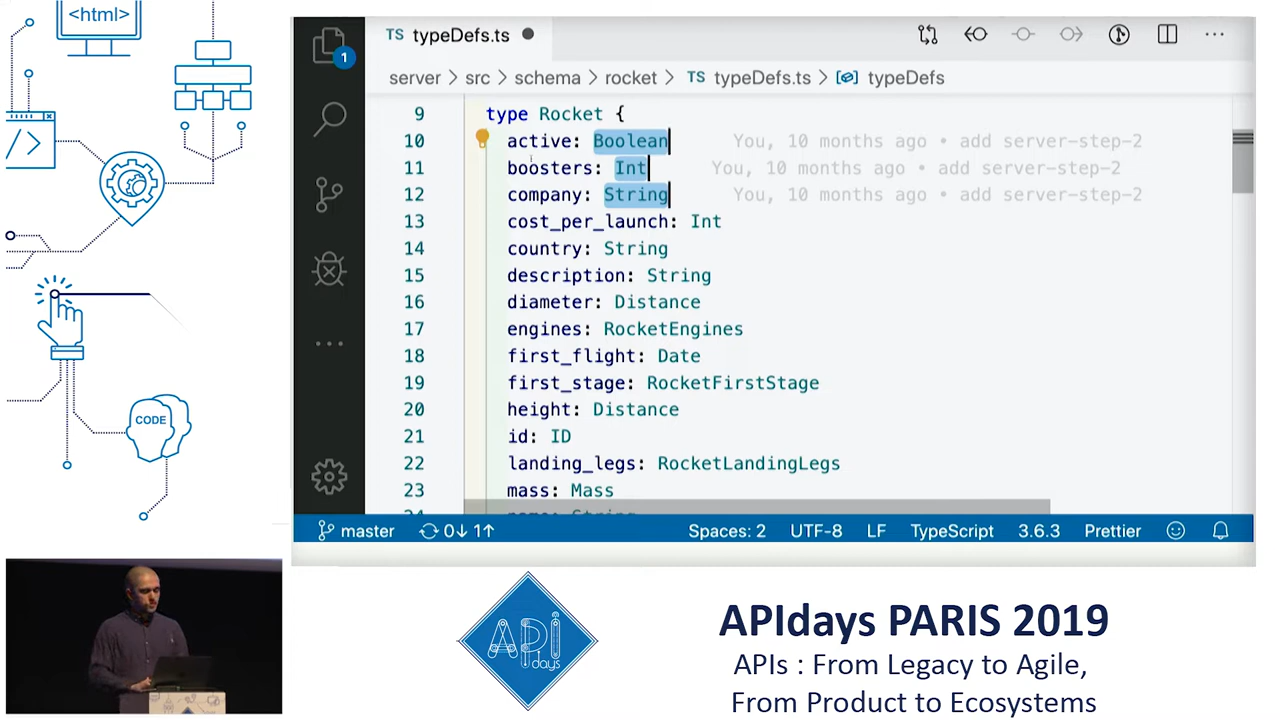 <html>
TS typeDefs.ts
1
server > src > schema > rocket > TS typeDefs.ts > typeDefs
9 type Rocket {
10 active: Boolean You, 10 months ago • add server-step-2
11 boosters: Int You, 10 months ago • add server-step-2
12 company: String You, 10 months ago • add server-step-2
13 cost_per_launch: Int
14 country: String
15 description: String
16 diameter: Distance
17 engines: RocketEngines
18 first_flight: Date
19 first_stage: RocketFirstStage
20 height: Distance
21 id: ID
22 landing_legs: RocketLandingLegs
23 mass: Mass
master 0↓ 1↑ Spaces: 2 UTF-8 LF TypeScript 3.6.3 Prettier
</>
CODE
API
days
APIdays PARIS 2019
APIs : From Legacy to Agile,
From Product to Ecosystems